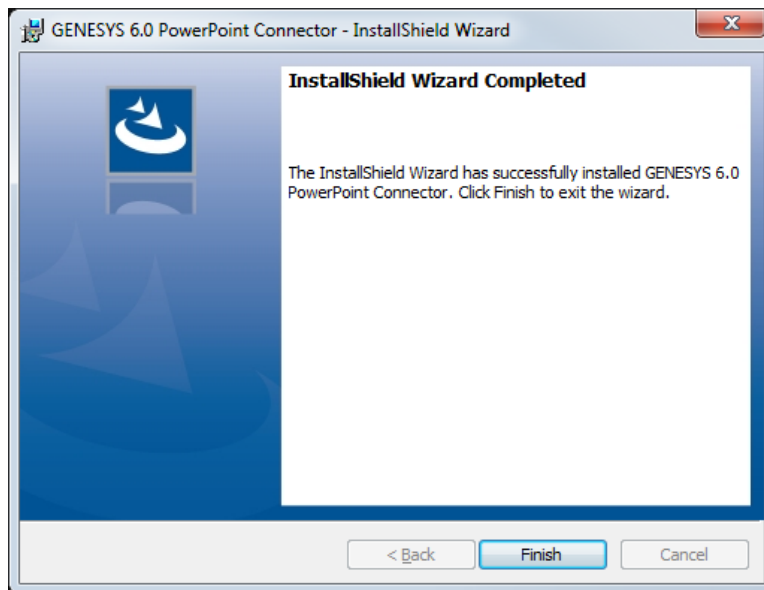 GENESYS 6.0 PowerPoint Connector - InstallShield Wizard
InstallShield Wizard Completed
The InstallShield Wizard has successfully installed GENESYS 6.0
PowerPoint Connector. Click Finish to exit the wizard.
< Back
Finish
Cancel